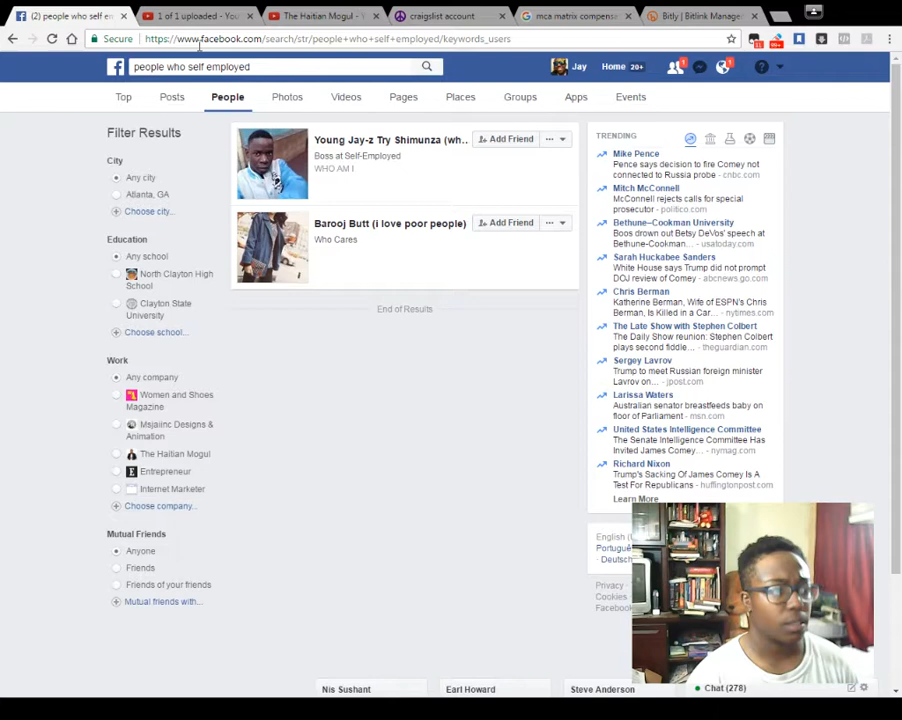 (2) people who self em
1 of 1 uploaded - You
The Haitian Mogul -
craigslist account
mca matrix compensa
Bitly | Bitlink Manage
Secure
https://www.facebook.com/search/str/people+who+self+employed/keywords_users
11
99+
people who self employed
Jay
Home 20+
1
1
Top
Posts
People
Photos
Videos
Pages
Places
Groups
Apps
Events
Filter Results
City
Any city
Atlanta, GA
Choose city...
Education
Any school
North Clayton High
School
Clayton State
University
Choose school...
Work
Any company
Women and Shoes
Magazine
Msjaiinc Designs &
Animation
The Haitian Mogul
Entrepreneur
Internet Marketer
Choose company...
Mutual Friends
Anyone
Friends
Friends of your friends
Mutual friends with...
Young Jay-z Try Shimunza (wh...
Boss at Self-Employed
WHO AM I
Add Friend
Barooj Butt (i love poor people)
Who Cares
Add Friend
End of Results
TRENDING
Mike Pence
Pence says decision to fire Comey not
connected to Russia probe - cnbc.com
Mitch McConnell
McConnell rejects calls for special
prosecutor - politico.com
Bethune–Cookman University
Boos drown out Betsy DeVos' speech at
Bethune-Cookman... - usatoday.com
Sarah Huckabee Sanders
White House says Trump did not prompt
DOJ review of Comey - abcnews.go.com
Chris Berman
Katherine Berman, Wife of ESPN's Chris
Berman, Is Killed in a Car... - nytimes.com
The Late Show with Stephen Colbert
The Daily Show reunion: Stephen Colbert
plays second fiddle... - theguardian.com
Sergey Lavrov
Trump to meet Russian foreign minister
Lavrov on... - jpost.com
Larissa Waters
Australian senator breastfeeds baby on
floor of Parliament - msn.com
United States Intelligence Committee
The Senate Intelligence Committee Has
Invited James Comey... - nymag.com
Richard Nixon
Trump's Sacking Of James Comey Is A
Test For Republicans - huffingtonpost.com
Learn More
English (
Portugu
· Deutsch
Privacy ·
Cookies
Facebook
Nis Sushant
Earl Howard
Steve Anderson
Chat (278)